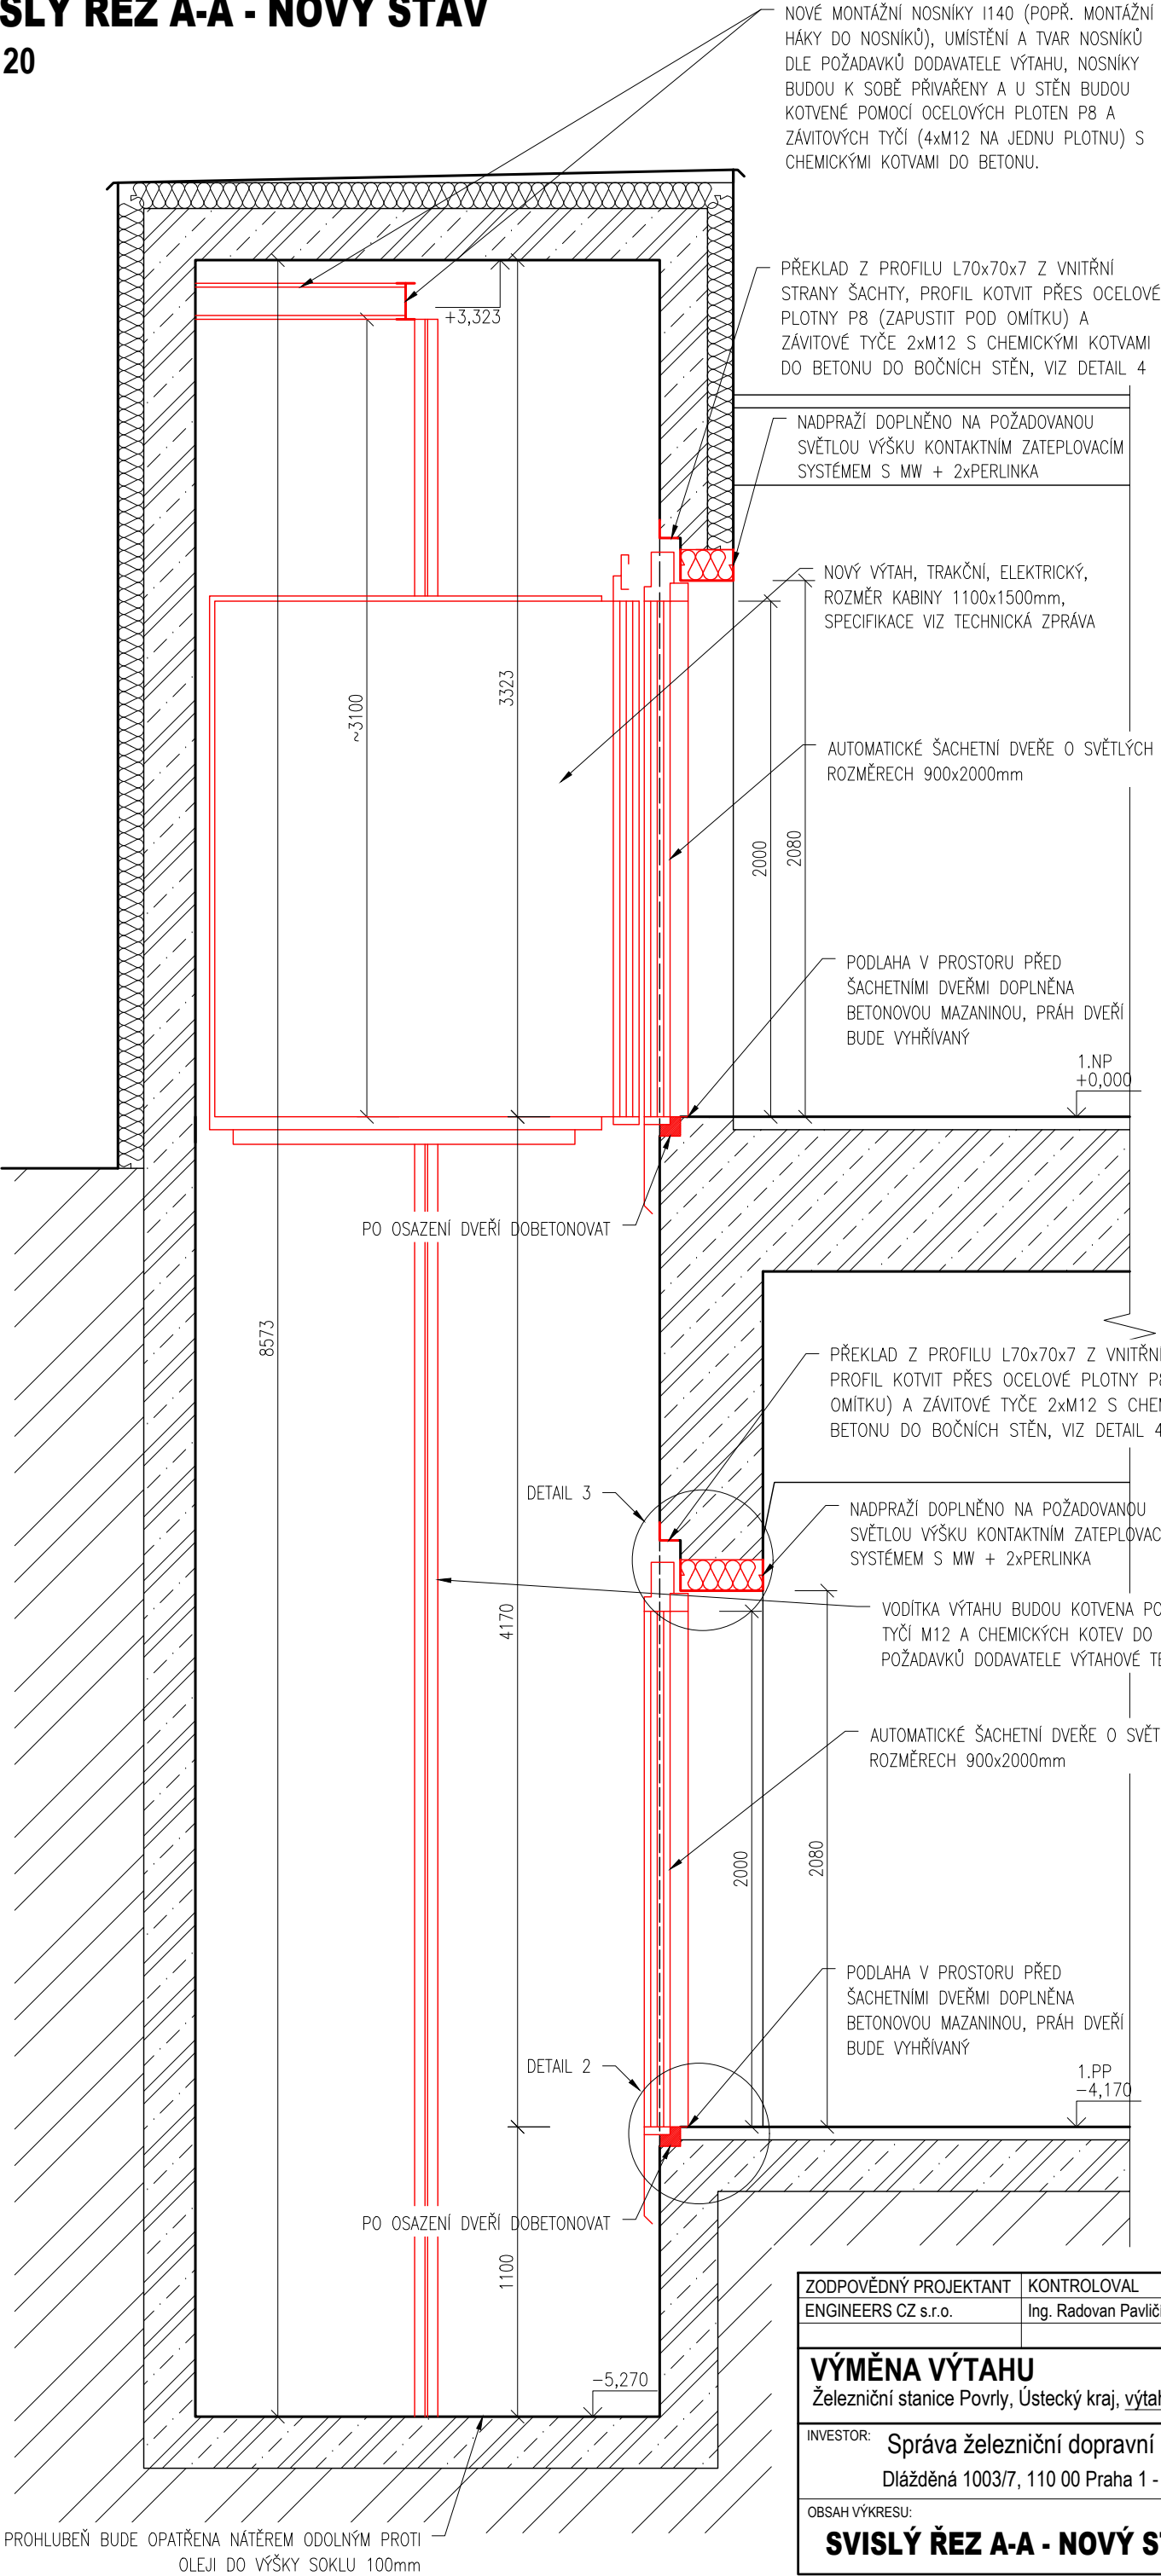 SLÝ ŘEZ A-A - NOVÝ STAV
20
NOVÉ MONTÁŽNÍ NOSNÍKY I140 (POPŘ. MONTÁŽNÍ
HÁKY DO NOSNÍKŮ), UMÍSTĚNÍ A TVAR NOSNÍKŮ
DLE POŽADAVKŮ DODAVATELE VÝTAHU, NOSNÍKY
BUDOU K SOBĚ PŘIVAŘENY A U STĚN BUDOU
KOTVENÉ POMOCÍ OCELOVÝCH PLOTEN P8 A
ZÁVITOVÝCH TYČÍ (4xM12 NA JEDNU PLOTNU) S
CHEMICKÝMI KOTVAMI DO BETONU.
PŘEKLAD Z PROFILU L70x70x7 Z VNITŘNÍ
STRANY ŠACHTY, PROFIL KOTVIT PŘES OCELOVÉ
PLOTNY P8 (ZAPUSTIT POD OMÍTKU) A
ZÁVITOVÉ TYČE 2xM12 S CHEMICKÝMI KOTVAMI
DO BETONU DO BOČNÍCH STĚN, VIZ DETAIL 4
+3,323
NADPRAŽÍ DOPLNĚNO NA POŽADOVANOU
SVĚTLOU VÝŠKU KONTAKTNÍM ZATEPLOVACÍM
SYSTÉMEM S MW + 2xPERLINKA
NOVÝ VÝTAH, TRAKČNÍ, ELEKTRICKÝ,
ROZMĚR KABINY 1100x1500mm,
SPECIFIKACE VIZ TECHNICKÁ ZPRÁVA
~3100
3323
AUTOMATICKÉ ŠACHETNÍ DVEŘE O SVĚTLÝCH
ROZMĚRECH 900x2000mm
2000
2080
PODLAHA V PROSTORU PŘED
ŠACHETNÍMI DVEŘMI DOPLNĚNA
BETONOVOU MAZANINOU, PRÁH DVEŘÍ
BUDE VYHŘÍVANÝ
1.NP
+0,000
PO OSAZENÍ DVEŘÍ DOBETONOVAT
8573
PŘEKLAD Z PROFILU L70x70x7 Z VNITŘNÍ
PROFIL KOTVIT PŘES OCELOVÉ PLOTNY P8
OMÍTKU) A ZÁVITOVÉ TYČE 2xM12 S CHEM
BETONU DO BOČNÍCH STĚN, VIZ DETAIL 4
DETAIL 3
NADPRAŽÍ DOPLNĚNO NA POŽADOVANOU
SVĚTLOU VÝŠKU KONTAKTNÍM ZATEPLOVAC
SYSTÉMEM S MW + 2xPERLINKA
4170
VODÍTKA VÝTAHU BUDOU KOTVENA PO
TYČÍ M12 A CHEMICKÝCH KOTEV DO
POŽADAVKŮ DODAVATELE VÝTAHOVÉ TE
AUTOMATICKÉ ŠACHETNÍ DVEŘE O SVĚT
ROZMĚRECH 900x2000mm
2000
2080
PODLAHA V PROSTORU PŘED
ŠACHETNÍMI DVEŘMI DOPLNĚNA
BETONOVOU MAZANINOU, PRÁH DVEŘÍ
BUDE VYHŘÍVANÝ
DETAIL 2
1.PP
-4,170
PO OSAZENÍ DVEŘÍ DOBETONOVAT
1100
-5,270
ZODPOVĚDNÝ PROJEKTANT KONTROLOVAL
ENGINEERS CZ s.r.o. Ing. Radovan Pavlič
VÝMĚNA VÝTAHU
Železniční stanice Povrly, Ústecký kraj, výtah
INVESTOR: Správa železniční dopravní
Dlážděná 1003/7, 110 00 Praha 1 -
OBSAH VÝKRESU:
SVISLÝ ŘEZ A-A - NOVÝ ST
PROHLUBEŇ BUDE OPATŘENA NÁTĚREM ODOLNÝM PROTI
OLEJI DO VÝŠKY SOKLU 100mm